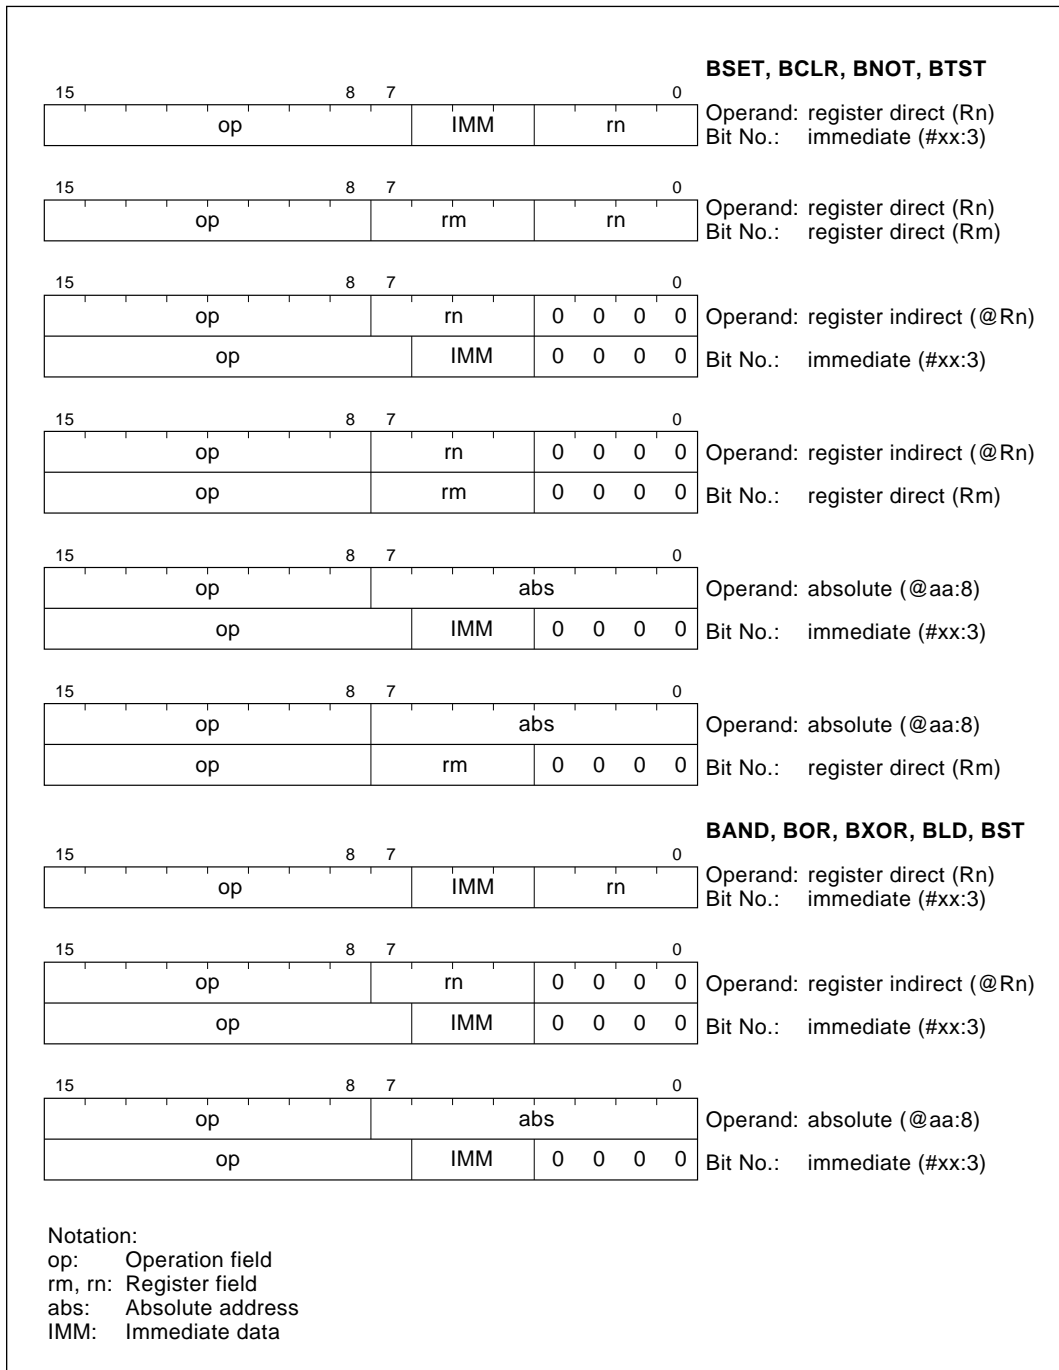 BSET, BCLR, BNOT, BTST
15 8 7 0
op IMM rn
Operand: register direct (Rn)
Bit No.: immediate (#xx:3)
15 8 7 0
op rm rn
Operand: register direct (Rn)
Bit No.: register direct (Rm)
15 8 7 0
op rn 0 0 0 0 Operand: register indirect (@Rn)
op IMM 0 0 0 0 Bit No.: immediate (#xx:3)
15 8 7 0
op rn 0 0 0 0 Operand: register indirect (@Rn)
op rm 0 0 0 0 Bit No.: register direct (Rm)
15 8 7 0
op abs Operand: absolute (@aa:8)
op IMM 0 0 0 0 Bit No.: immediate (#xx:3)
15 8 7 0
op abs Operand: absolute (@aa:8)
op rm 0 0 0 0 Bit No.: register direct (Rm)
BAND, BOR, BXOR, BLD, BST
15 8 7 0
op IMM rn
Operand: register direct (Rn)
Bit No.: immediate (#xx:3)
15 8 7 0
op rn 0 0 0 0 Operand: register indirect (@Rn)
op IMM 0 0 0 0 Bit No.: immediate (#xx:3)
15 8 7 0
op abs Operand: absolute (@aa:8)
op IMM 0 0 0 0 Bit No.: immediate (#xx:3)
Notation:
op: Operation field
rm, rn: Register field
abs: Absolute address
IMM: Immediate data